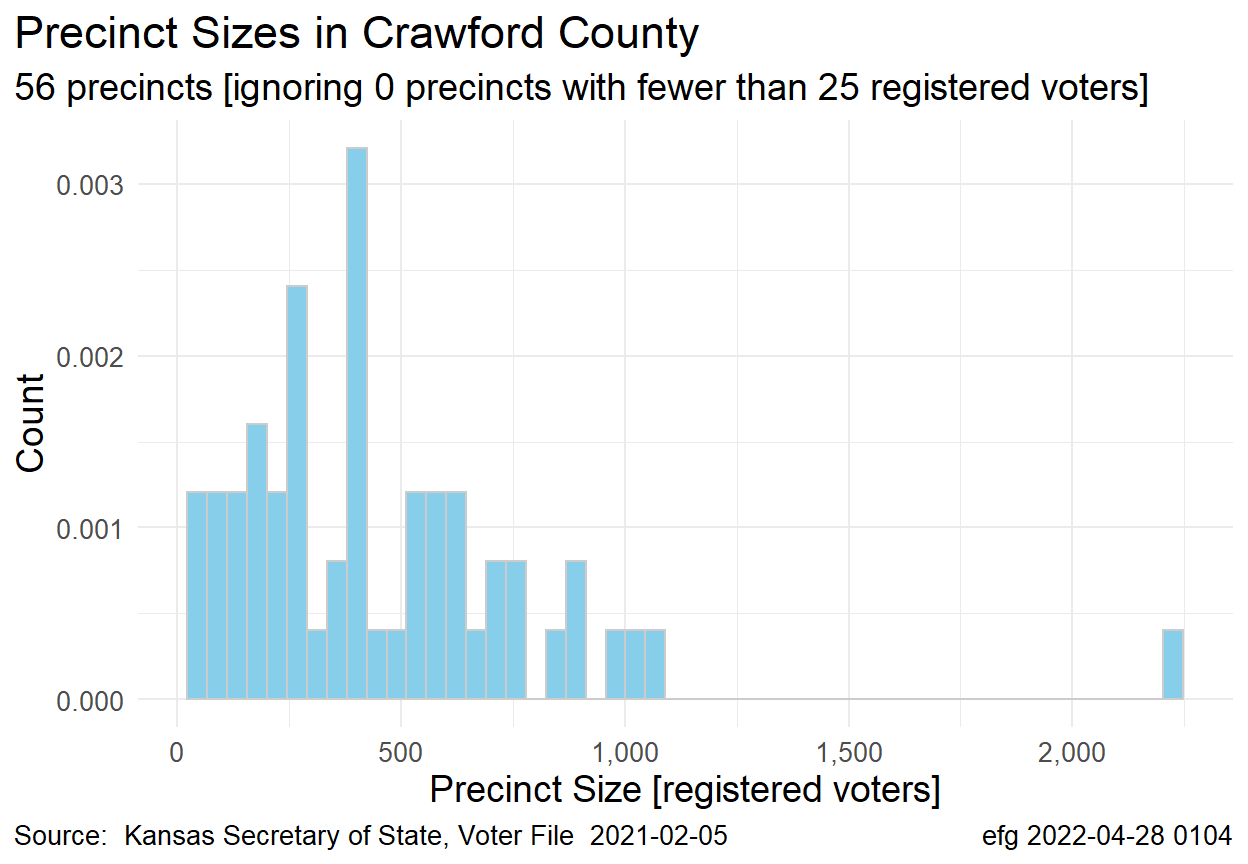 Precinct Sizes in Crawford County
56 precincts [ignoring 0 precincts with fewer than 25 registered voters]
0.003
0.002
0.001
0.000
Count
0 500 1,000 1,500 2,000
Precinct Size [registered voters]
Source:  Kansas Secretary of State, Voter File  2021-02-05
efg 2022-04-28 0104